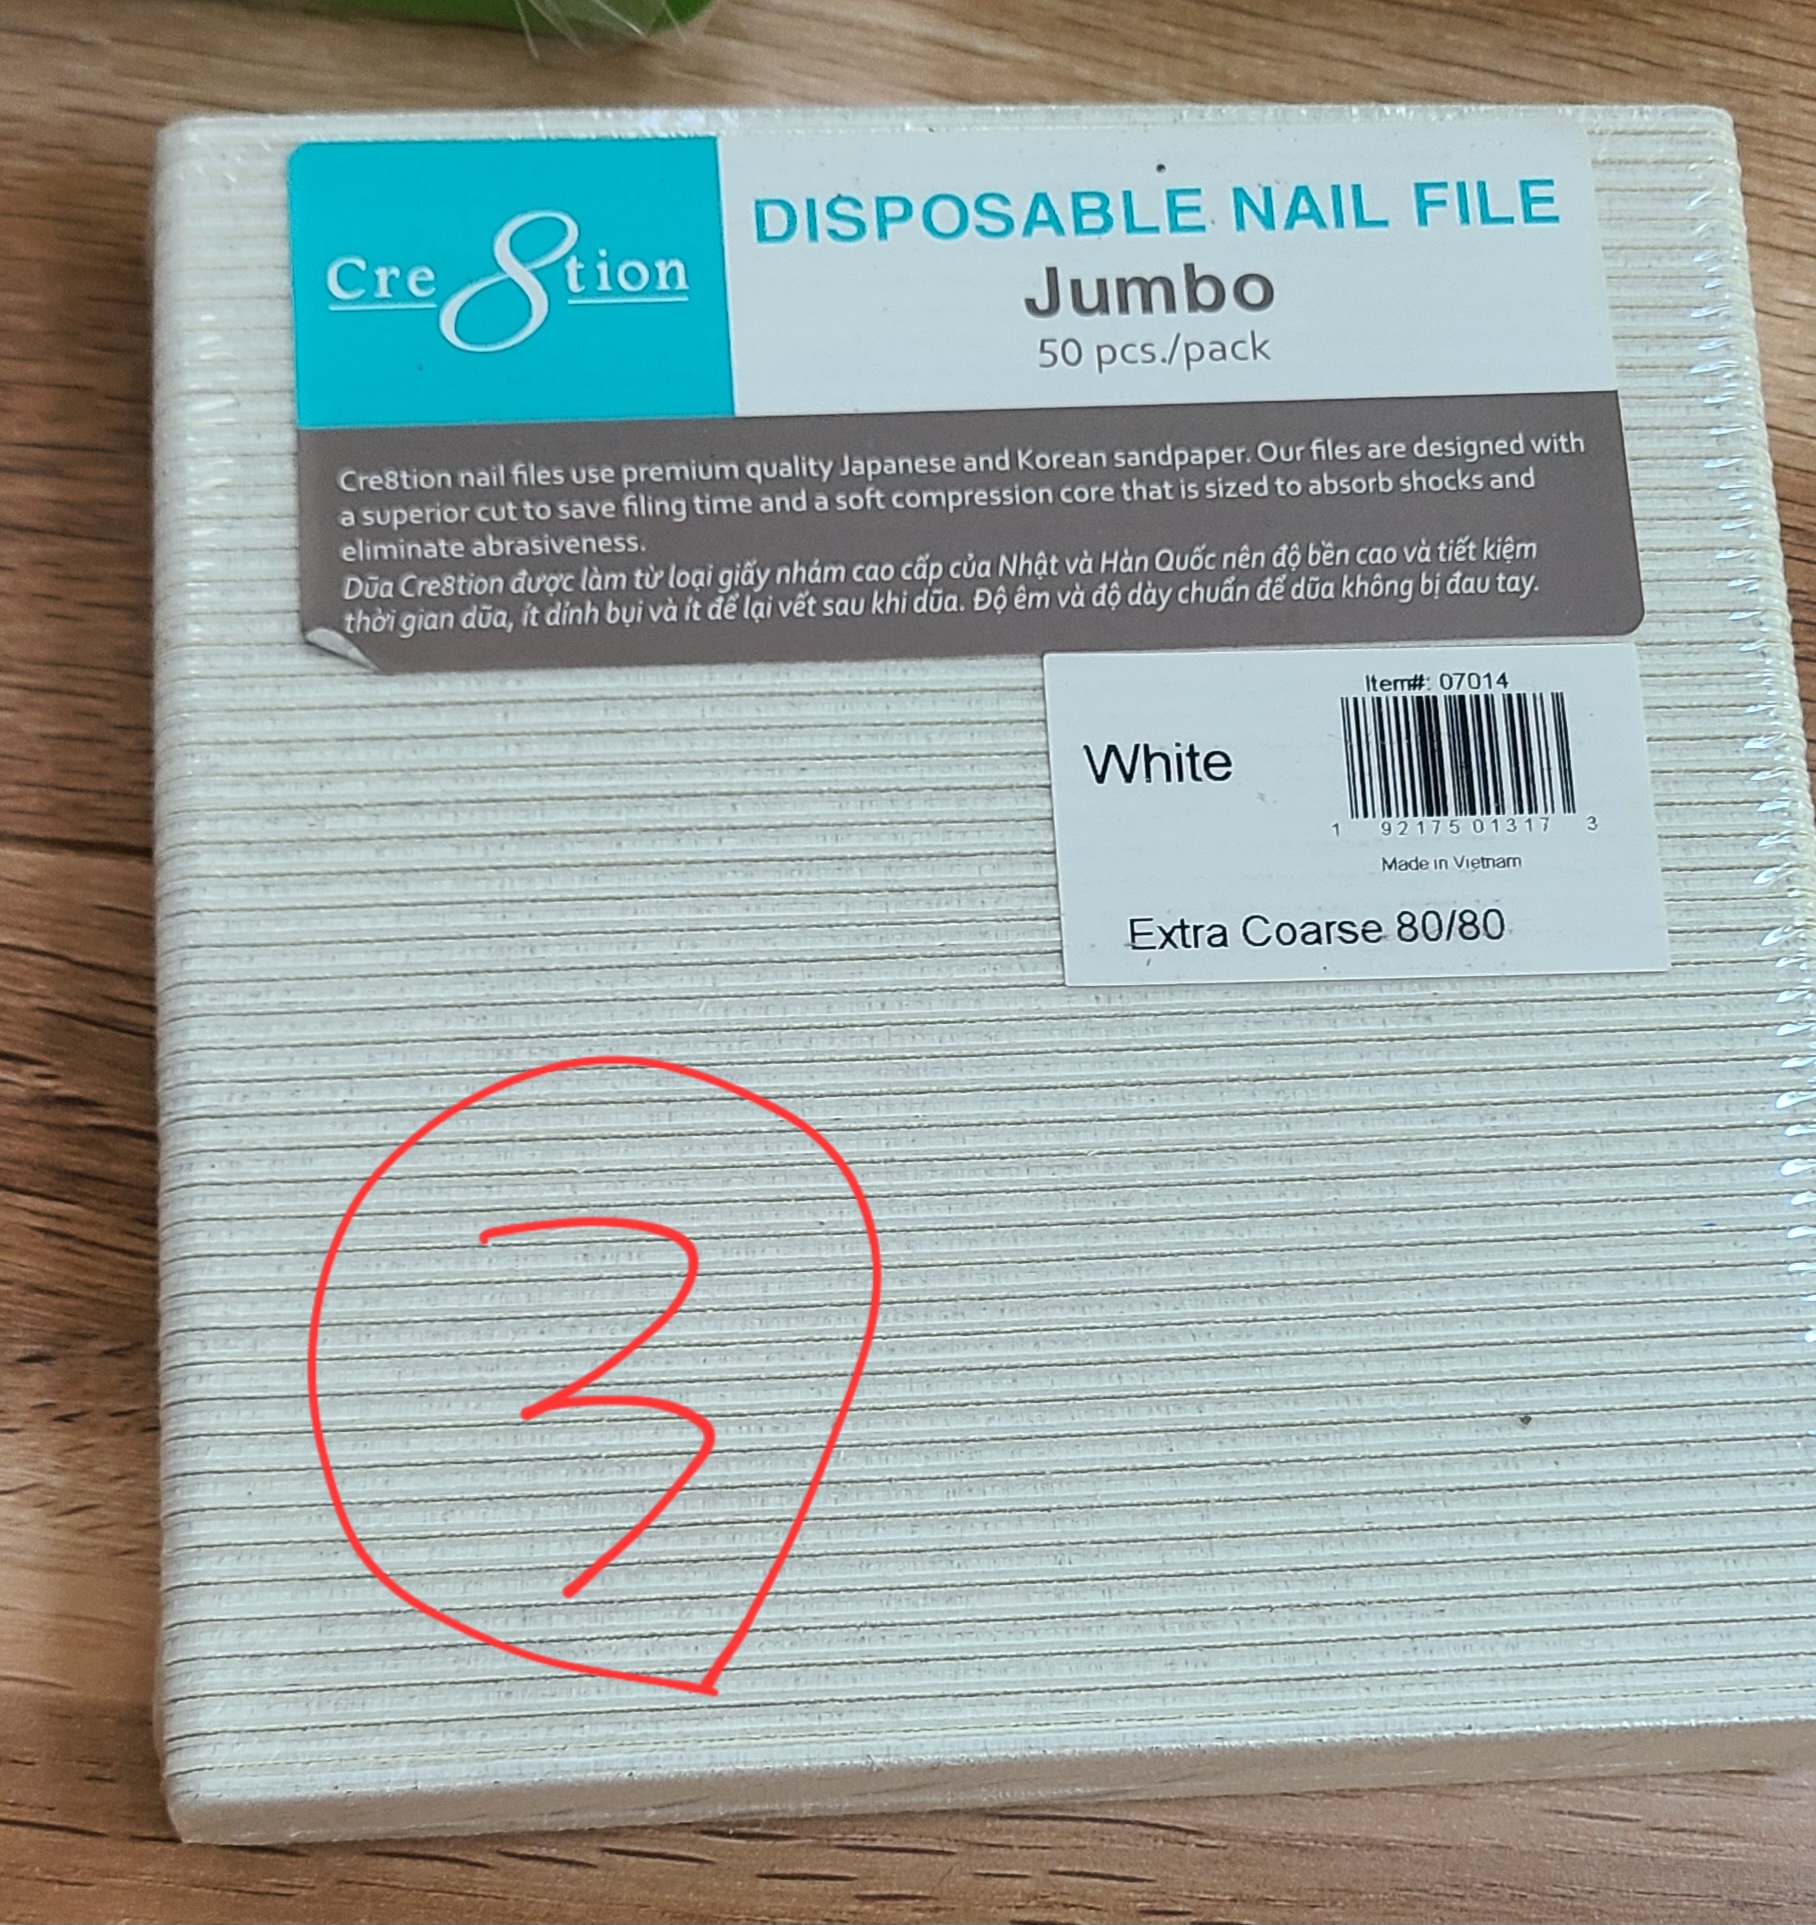 Cre8tion
DISPOSABLE NAIL FILE
Jumbo
50 pcs./pack
Cre8tion nail files use premium quality Japanese and Korean sandpaper. Our files are designed with
a superior cut to save filing time and a soft compression core that is sized to absorb shocks and
eliminate abrasiveness.
Dũa Cre8tion được làm từ loại giấy nhám cao cấp của Nhật và Hàn Quốc nên độ bền cao và tiết kiệm
thời gian dũa, ít dính bụi và ít để lại vết sau khi dũa. Độ êm và độ dày chuẩn để dũa không bị đau tay.
Item#: 07014
White
1 92175 01317 3
Made in Vietnam
Extra Coarse 80/80
3